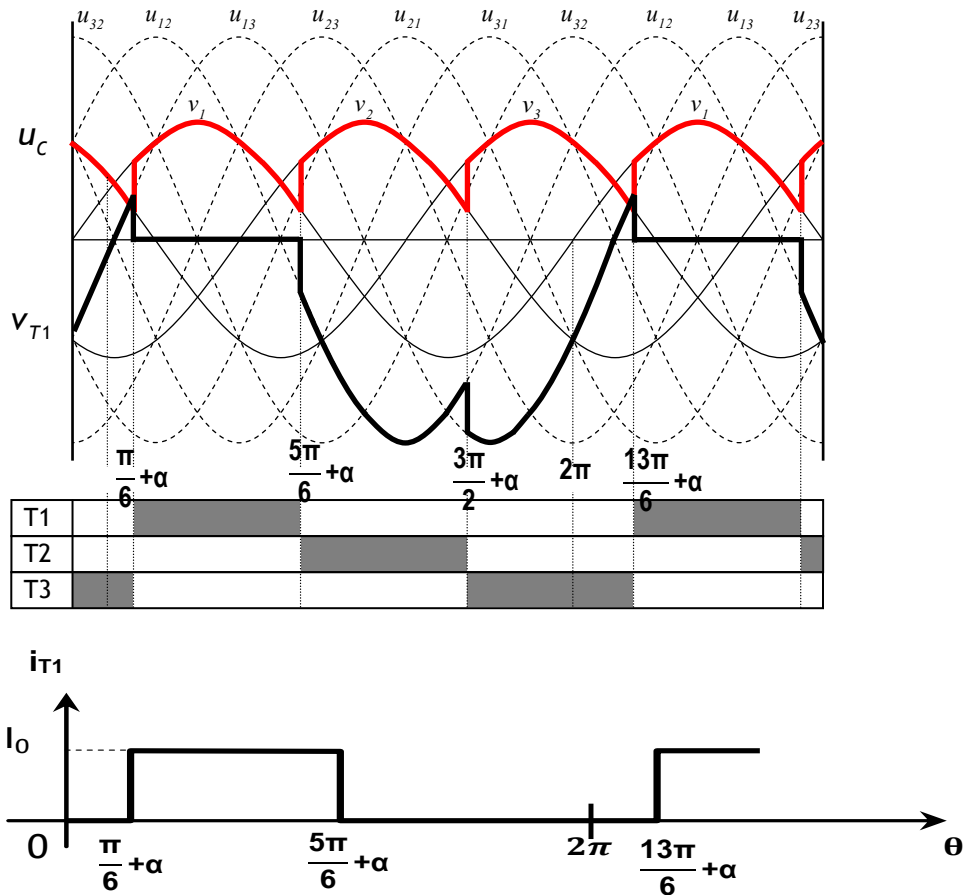 u32 u12 u13 u23 u21 u31 u32 u12 u13 u23
v1 v2 v3 v1
uC
vT1
π/6 +α 5π/6 +α 3π/2 +α 2π 13π/6 +α
T1
T2
T3
iT1
IO
0 π/6 +α 5π/6 +α 2π 13π/6 +α θ